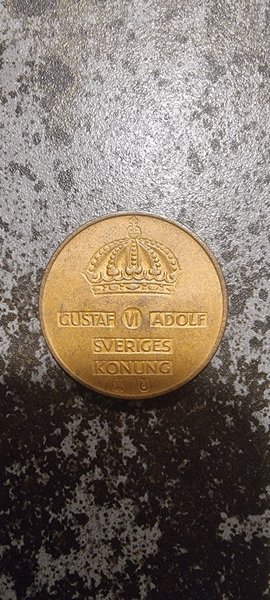 GUSTAF VI ADOLF
SVERIGES
KONUNG
U